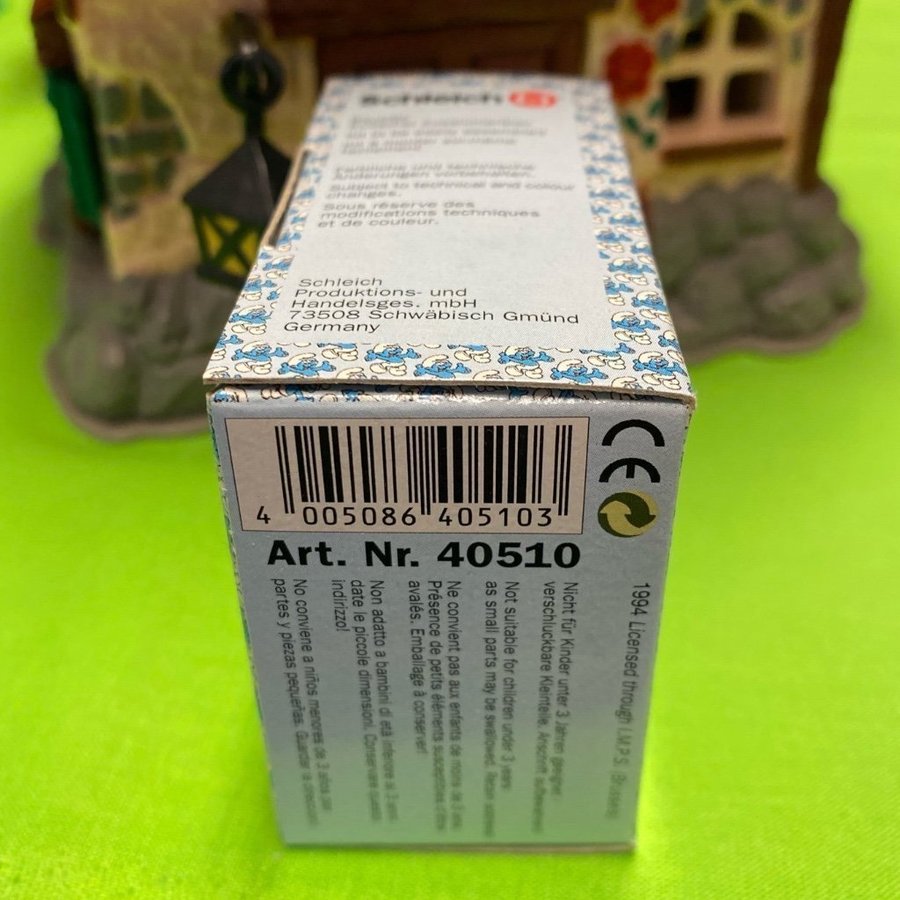 Schleich S
Subject to technical and colour
changes.
Sous réserve des
modifications techniques
et de couleur.
Schleich
Produktions- und
Handelsges. mbH
73508 Schwäbisch Gmünd
Germany
CE
4 005086 405103
Art. Nr. 40510
1994 Licensed through I.M.P.S. Brussels
Nicht für Kinder unter 3 Jahren geeignet
verschluckbare Kleinteile.
Not suitable for children under 3 years
as small parts may be swallowed.
Ne convient pas aux enfants de moins de 3 ans.
Présence de petits éléments susceptibles d'être
avalés. Emballage à conserver!
Non adatto a bambini di età inferiore ai 3 anni
date le piccole dimensioni. Conservare
indirizzo!
No conviene a niños menores de 3 años
partes y piezas pequeñas. Guardar